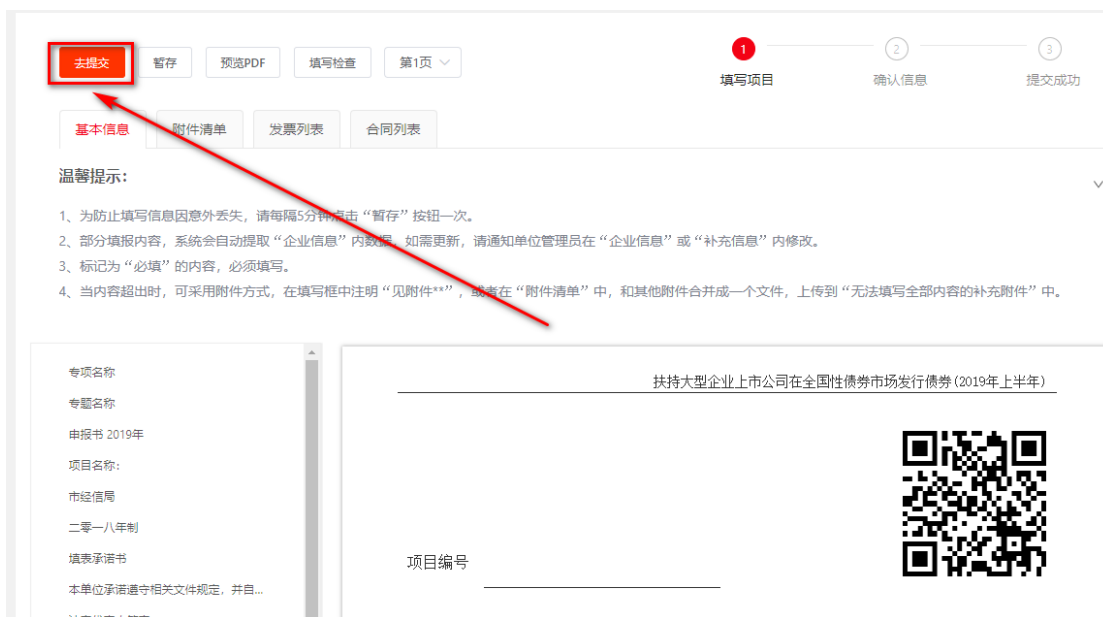 去提交 暂存 预览PDF 填写检查 第1页
1 2 3
填写项目 确认信息 提交成功
基本信息 附件清单 发票列表 合同列表
温馨提示：
1、为防止填写信息因意外丢失，请每隔5分钟点击“暂存”按钮一次。
2、部分填报内容，系统会自动提取“企业信息”内数据，如需更新，请通知单位管理员在“企业信息”或“补充信息”内修改。
3、标记为“必填”的内容，必须填写。
4、当内容超出时，可采用附件方式，在填写框中注明“见附件**”，或者在“附件清单”中，和其他附件合并成一个文件，上传到“无法填写全部内容的补充附件”中。
专项名称
专题名称
申报书 2019年
项目名称：
市经信局
二零一八年制
填表承诺书
本单位承诺遵守相关文件规定，并自...
扶持大型企业上市公司在全国性债券市场发行债券(2019年上半年)
项目编号